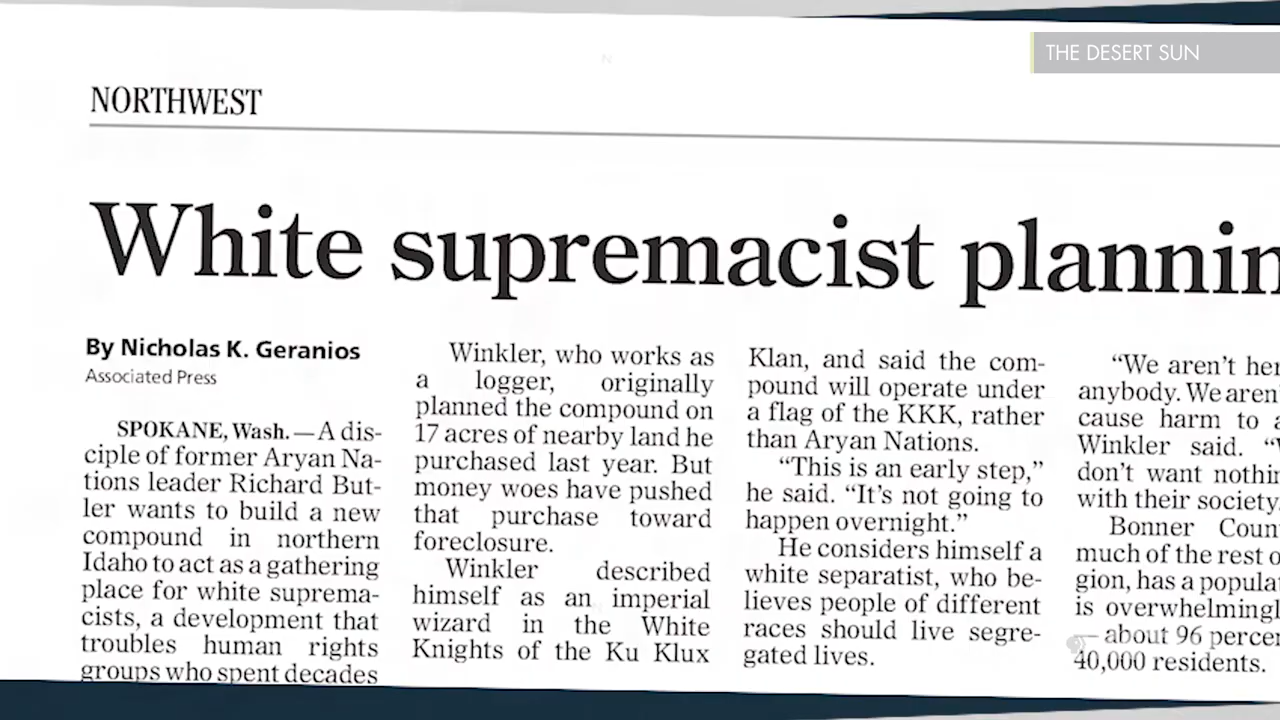 THE DESERT SUN
NORTHWEST
White supremacist
By Nicholas K. Geranios
Associated Press
SPOKANE, Wash. — A dis-
ciple of former Aryan Na-
tions leader Richard But-
ler wants to build a new
compound in northern
Idaho to act as a gathering
place for white suprema-
cists, a development that
troubles human rights
groups who spent decades
Winkler, who works as
a logger, originally
planned the compound on
17 acres of nearby land he
purchased last year. But
money woes have pushed
that purchase toward
foreclosure.
Winkler described
himself as an imperial
wizard in the White
Knights of the Ku Klux
Klan, and said the com-
pound will operate under
a flag of the KKK, rather
than Aryan Nations.
“This is an early step,”
he said. “It’s not going to
happen overnight.”
He considers himself a
white separatist, who be-
lieves people of different
races should live segre-
gated lives.
“We aren’t
anybody. We
cause harm to
Winkler said.
don’t want
with their society.
Bonner
much of the rest
gion, has a
is
— about 96
40,000 residents.